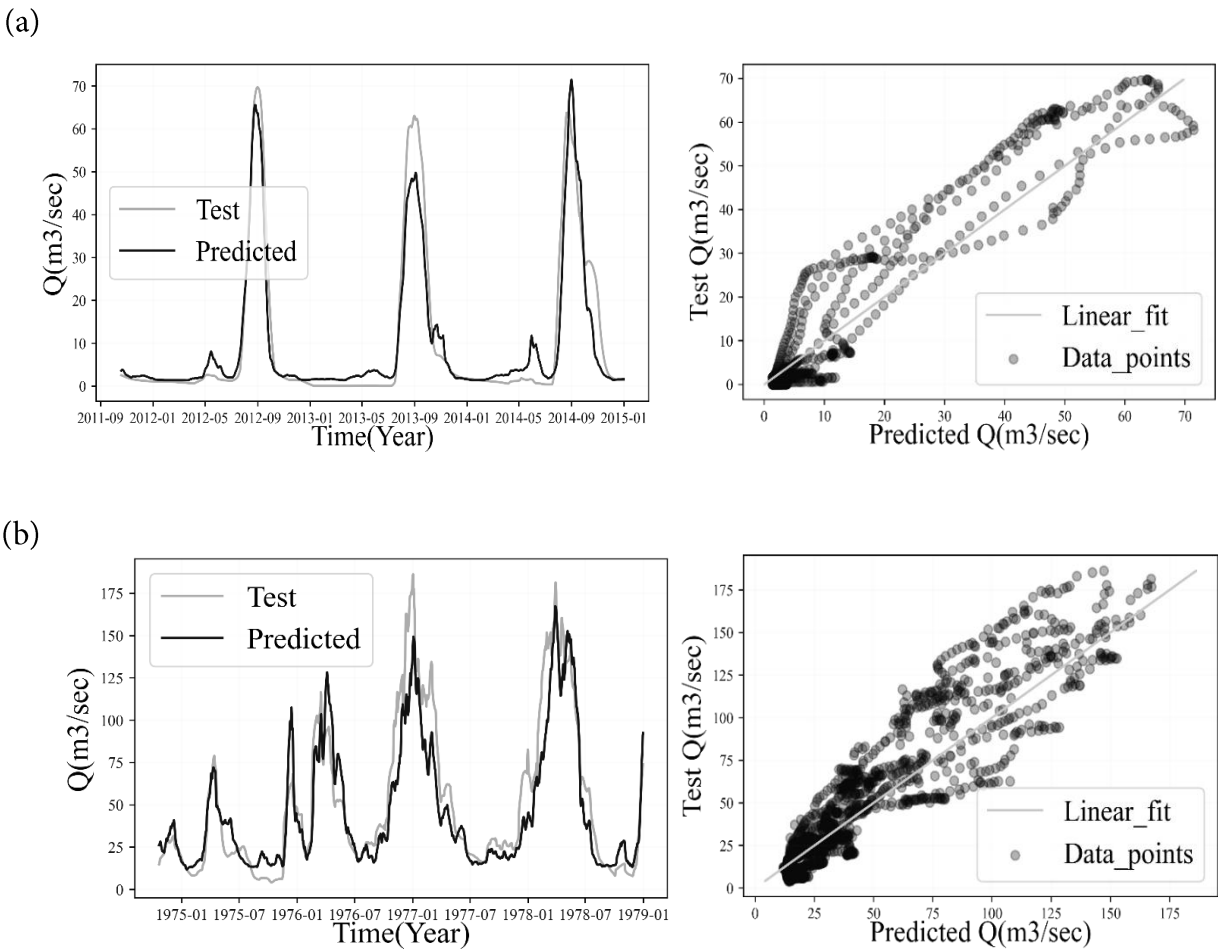 (a)
70
60
50
40
30
20
10
0
Q(m3/sec)
Test
Predicted
2011-09 2012-01 2012-05 2012-09 2013-01 2013-05 2013-09 2014-01 2014-05 2014-09 2015-01
Time(Year)
70
60
50
40
30
20
10
0
Test Q(m3/sec)
Linear_fit
Data_points
0 10 20 30 40 50 60 70
Predicted Q(m3/sec)
(b)
175
150
125
100
75
50
25
0
Q(m3/sec)
Test
Predicted
1975-01 1975-07 1976-01 1976-07 1977-01 1977-07 1978-01 1978-07 1979-01
Time(Year)
175
150
125
100
75
50
25
0
Test Q(m3/sec)
Linear_fit
Data_points
0 25 50 75 100 125 150 175
Predicted Q(m3/sec)